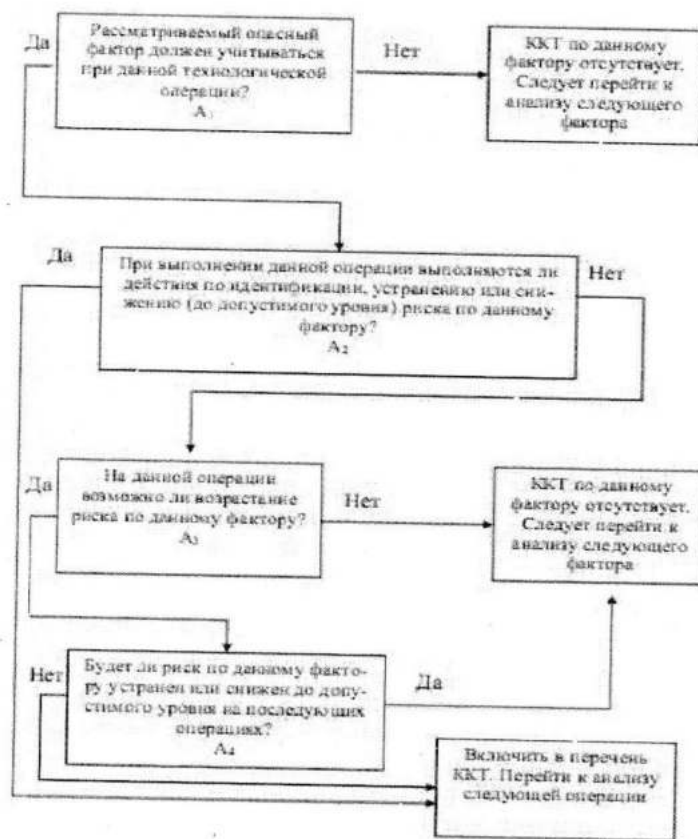 Да
Рассматриваемый опасный
фактор должен учитываться
при данной технологической
операции?
А₁
Нет
ККТ по данному
фактору отсутствует.
Следует перейти к
анализу следующего
фактора
Да
При выполнении данной операции выполняются ли
действия по идентификации, устранению или сни-
жению (до допустимого уровня) риска по данному
фактору?
А₂
Нет
Да
На данной операции
возможно ли возрастание
риска по данному фактору?
А₃
Нет
ККТ по данному
фактору отсутствует.
Следует перейти к
анализу следующего
фактора
Нет
Будет ли риск по данному факто-
ру устранен или снижен до допу-
стимого уровня на последующих
операциях?
А₄
Да
Включить в перечень
ККТ. Перейти к анализу
следующей операции